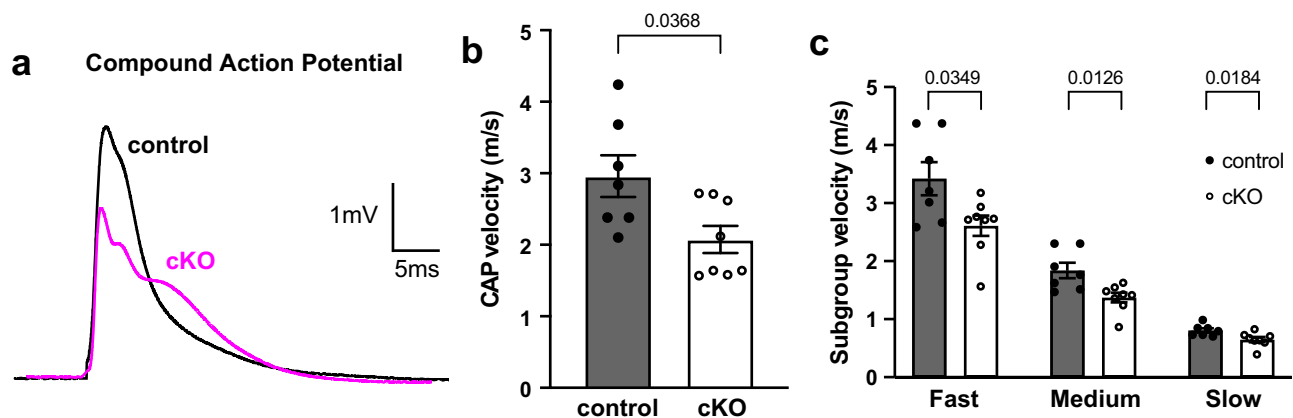 a
Compound Action Potential
control
cKO
1mV
5ms
b
0.0368
CAP velocity (m/s)
5
4
3
2
1
0
control
cKO
c
0.0349
0.0126
0.0184
Subgroup velocity (m/s)
5
4
3
2
1
0
control
cKO
Fast
Medium
Slow